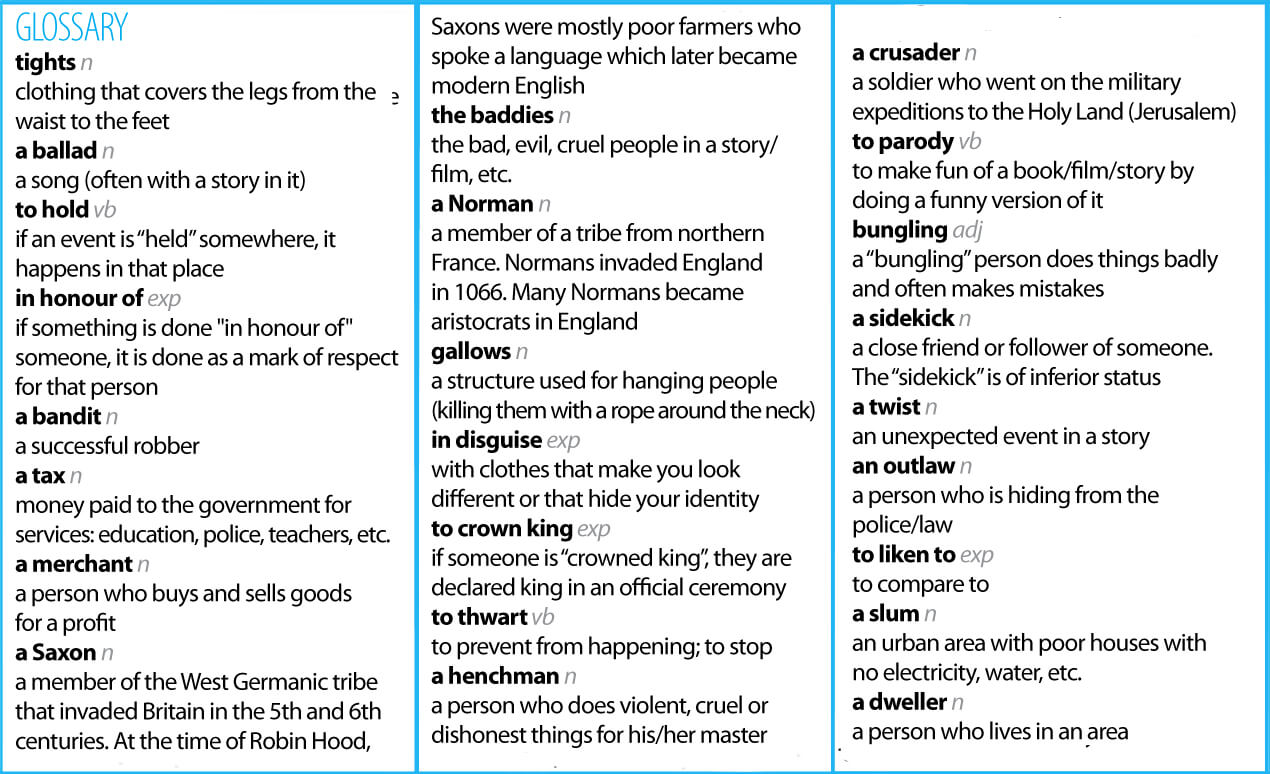 GLOSSARY
tights n
clothing that covers the legs from the
waist to the feet
a ballad n
a song (often with a story in it)
to hold vb
if an event is “held” somewhere, it
happens in that place
in honour of exp
if something is done "in honour of"
someone, it is done as a mark of respect
for that person
a bandit n
a successful robber
a tax n
money paid to the government for
services: education, police, teachers, etc.
a merchant n
a person who buys and sells goods
for a profit
a Saxon n
a member of the West Germanic tribe
that invaded Britain in the 5th and 6th
centuries. At the time of Robin Hood,
Saxons were mostly poor farmers who
spoke a language which later became
modern English
the baddies n
the bad, evil, cruel people in a story/
film, etc.
a Norman n
a member of a tribe from northern
France. Normans invaded England
in 1066. Many Normans became
aristocrats in England
gallows n
a structure used for hanging people
(killing them with a rope around the neck)
in disguise exp
with clothes that make you look
different or that hide your identity
to crown king exp
if someone is “crowned king”, they are
declared king in an official ceremony
to thwart vb
to prevent from happening; to stop
a henchman n
a person who does violent, cruel or
dishonest things for his/her master
a crusader n
a soldier who went on the military
expeditions to the Holy Land (Jerusalem)
to parody vb
to make fun of a book/film/story by
doing a funny version of it
bungling adj
a “bungling” person does things badly
and often makes mistakes
a sidekick n
a close friend or follower of someone.
The “sidekick” is of inferior status
a twist n
an unexpected event in a story
an outlaw n
a person who is hiding from the
police/law
to liken to exp
to compare to
a slum n
an urban area with poor houses with
no electricity, water, etc.
a dweller n
a person who lives in an area